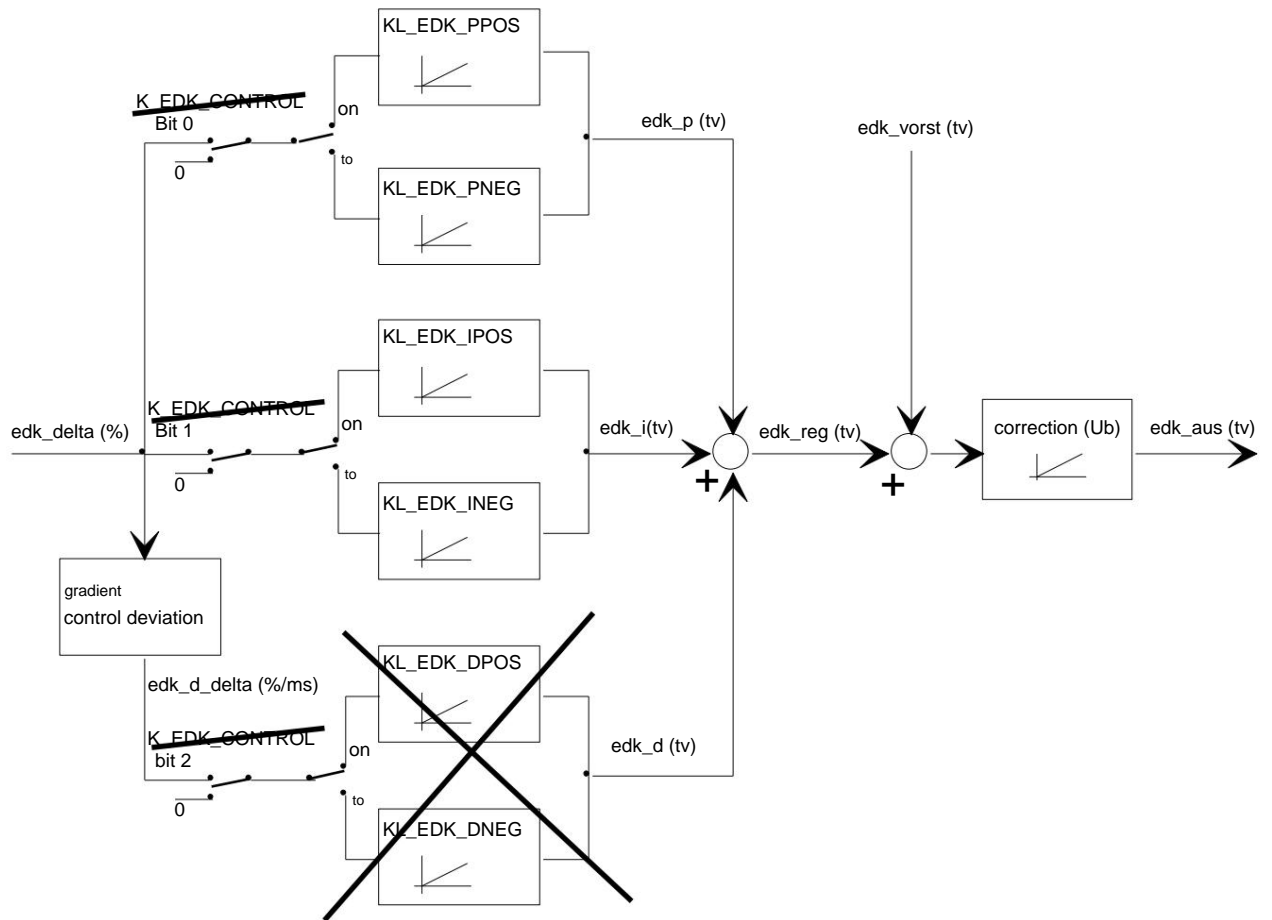 KL_EDK_PPOS
K_EDK_CONTROL
Bit 0
on
0
to
edk_p (tv)
edk_vorst (tv)
KL_EDK_PNEG
KL_EDK_IPOS
K_EDK_CONTROL
Bit 1
on
edk_delta (%)
0
to
edk_i(tv)
+
edk_reg (tv)
+
correction (Ub)
edk_aus (tv)
KL_EDK_INEG
gradient
control deviation
edk_d_delta (%/ms)
KL_EDK_DPOS
K_EDK_CONTROL
bit 2
on
0
to
edk_d (tv)
KL_EDK_DNEG